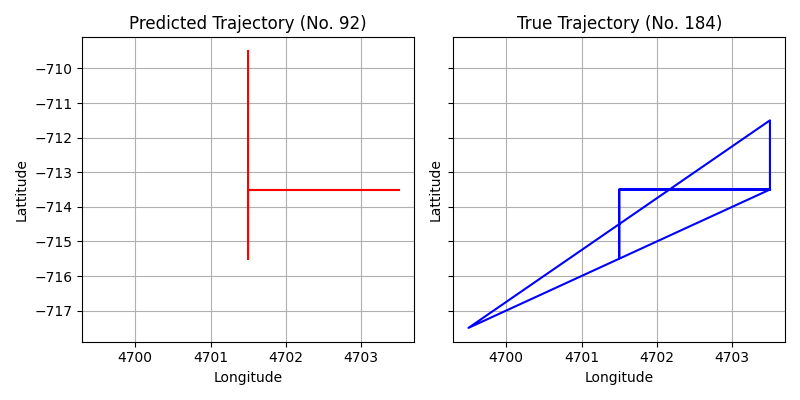 Predicted Trajectory (No. 92)
True Trajectory (No. 184)
−710
−711
−712
−713
−714
−715
−716
−717
Lattitude
Lattitude
4700 4701 4702 4703
4700 4701 4702 4703
Longitude
Longitude